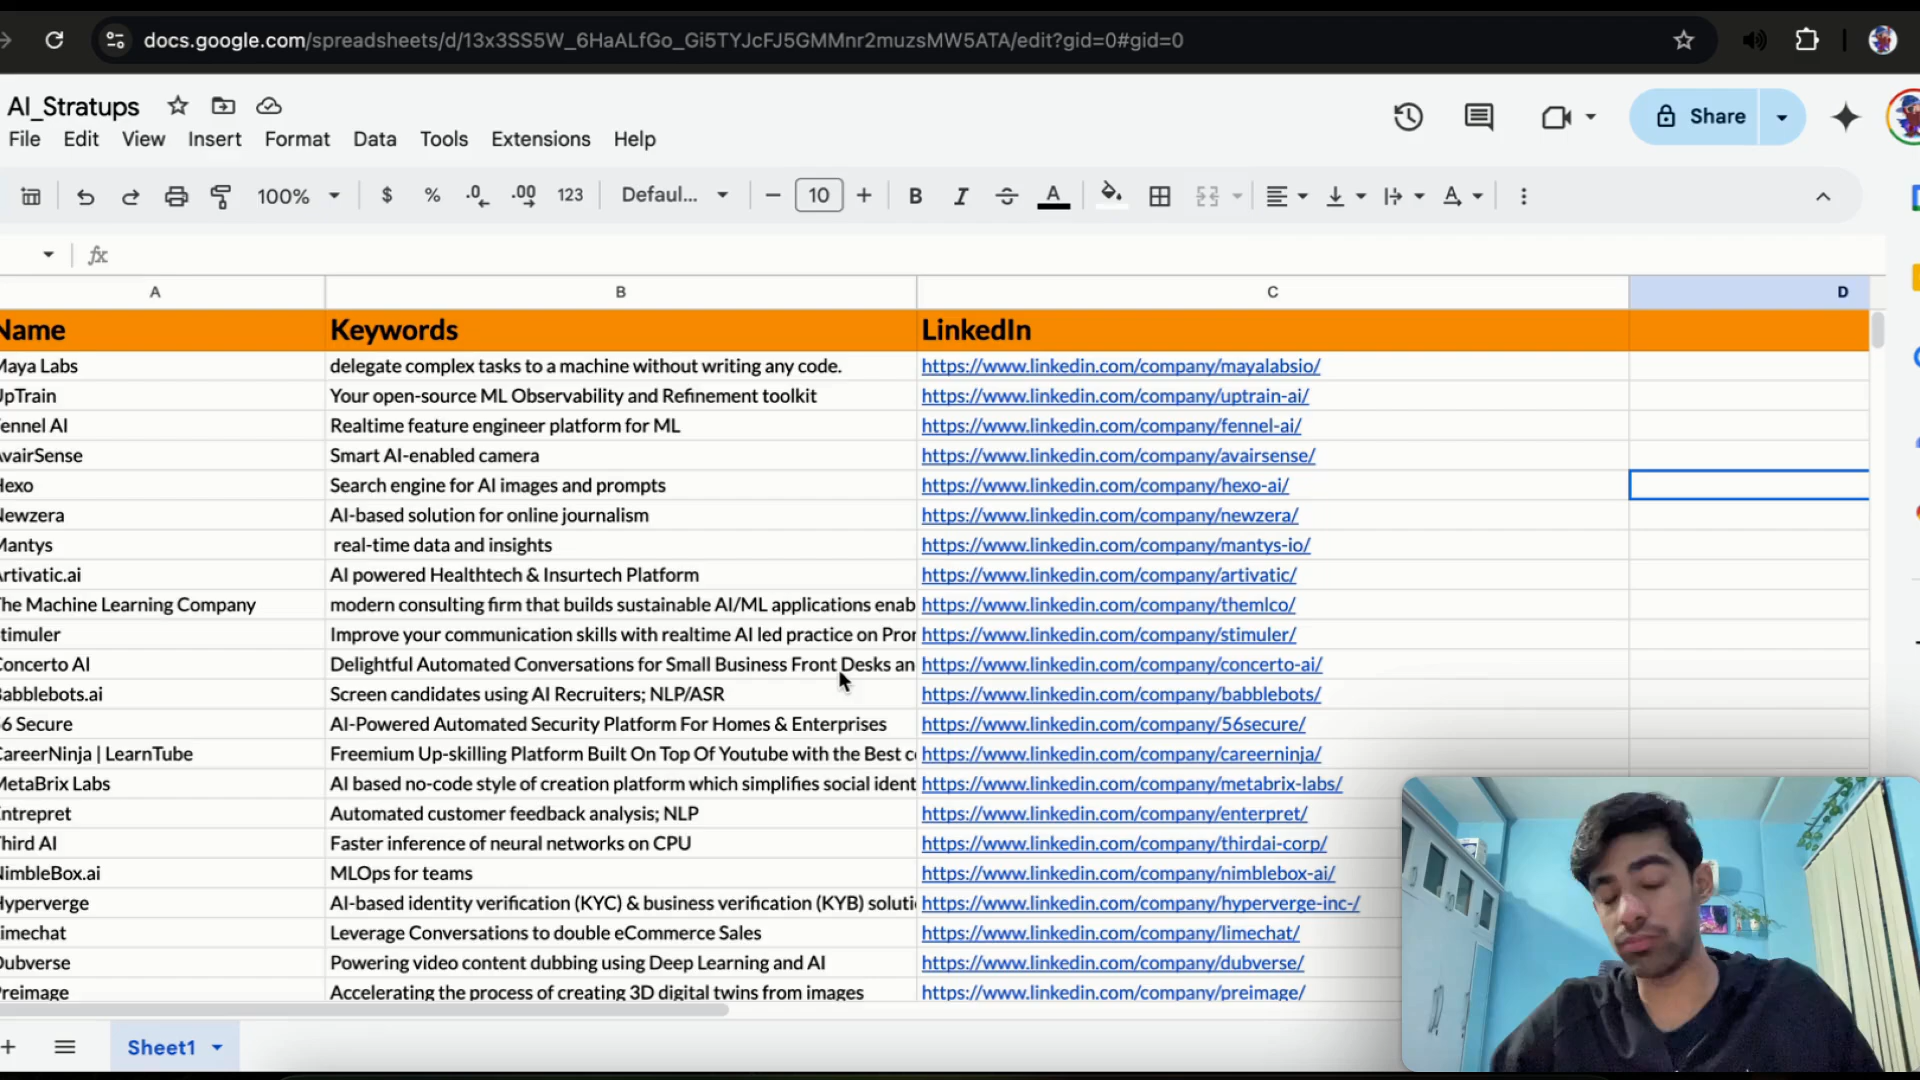 docs.google.com/spreadsheets/d/13x3SS5W_6HaALfGo_Gi5TYJcFJ5GMMnr2muzsMW5ATA/edit?gid=0#gid=0
AI_Stratups
Share
File Edit View Insert Format Data Tools Extensions Help
100% $ % .0 .00 123 Defaul... 10 B I A A
fx
A B C D
Name Keywords LinkedIn
Maya Labs delegate complex tasks to a machine without writing any code. https://www.linkedin.com/company/mayalabsio/
UpTrain Your open-source ML Observability and Refinement toolkit https://www.linkedin.com/company/uptrain-ai/
ennel AI Realtime feature engineer platform for ML https://www.linkedin.com/company/fennel-ai/
AvairSense Smart AI-enabled camera https://www.linkedin.com/company/avairsense/
Hexo Search engine for AI images and prompts https://www.linkedin.com/company/hexo-ai/
Newzera AI-based solution for online journalism https://www.linkedin.com/company/newzera/
Mantys real-time data and insights https://www.linkedin.com/company/mantys-io/
rtivatic.ai AI powered Healthtech & Insurtech Platform https://www.linkedin.com/company/artivatic/
The Machine Learning Company modern consulting firm that builds sustainable AI/ML applications enab https://www.linkedin.com/company/themlco/
timuler Improve your communication skills with realtime AI led practice on Pron https://www.linkedin.com/company/stimuler/
Concerto AI Delightful Automated Conversations for Small Business Front Desks an https://www.linkedin.com/company/concerto-ai/
Babblebots.ai Screen candidates using AI Recruiters; NLP/ASR https://www.linkedin.com/company/babblebots/
56 Secure AI-Powered Automated Security Platform For Homes & Enterprises https://www.linkedin.com/company/56secure/
CareerNinja | LearnTube Freemium Up-skilling Platform Built On Top Of Youtube with the Best c https://www.linkedin.com/company/careerninja/
MetaBrix Labs AI based no-code style of creation platform which simplifies social ident https://www.linkedin.com/company/metabrix-labs/
Entrepret Automated customer feedback analysis; NLP https://www.linkedin.com/company/enterpret/
Third AI Faster inference of neural networks on CPU https://www.linkedin.com/company/thirdai-corp/
NimbleBox.ai MLOps for teams https://www.linkedin.com/company/nimblebox-ai/
Hyperverge AI-based identity verification (KYC) & business verification (KYB) soluti https://www.linkedin.com/company/hyperverge-inc-/
imechat Leverage Conversations to double eCommerce Sales https://www.linkedin.com/company/limechat/
Dubverse Powering video content dubbing using Deep Learning and AI https://www.linkedin.com/company/dubverse/
Preimage Accelerating the process of creating 3D digital twins from images https://www.linkedin.com/company/preimage/
Sheet1